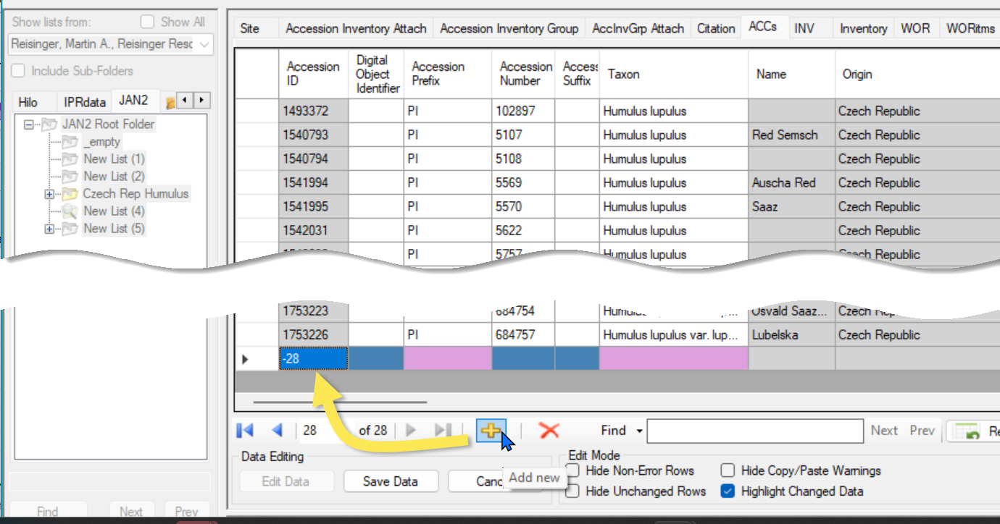 Show lists from:
Show All
Reisinger, Martin A., Reisinger Resc
Include Sub-Folders
Hilo IPRdata JAN2
JAN2 Root Folder
_empty
New List (1)
New List (2)
Czech Rep Humulus
New List (4)
New List (5)
Find Next Prev
Site Accession Inventory Attach Accession Inventory Group AccInvGrp Attach Citation ACCs INV Inventory WOR WORitms
Accession ID Digital Object Identifier Accession Prefix Accession Number Access Suffix Taxon Name Origin
1493372 PI 102897 Humulus lupulus Czech Republic
1540793 PI 5107 Humulus lupulus Red Semsch Czech Republic
1540794 PI 5108 Humulus lupulus Czech Republic
1541994 PI 5569 Humulus lupulus Auscha Red Czech Republic
1541995 PI 5570 Humulus lupulus Saaz Czech Republic
1542031 PI 5622 Humulus lupulus Czech Republic
PI 5757 Humulus lupulus Czech Republic
1753223 684754 Osvald Saaz... Czech
1753226 PI 684757 Humulus lupulus var. lup... Lubelska Czech Republic
-28
28 of 28 Find Next Prev Re
Data Editing
Edit Data Save Data Canc
Add new
Edit Mode
Hide Non-Error Rows Hide Copy/Paste Warnings
Hide Unchanged Rows Highlight Changed Data